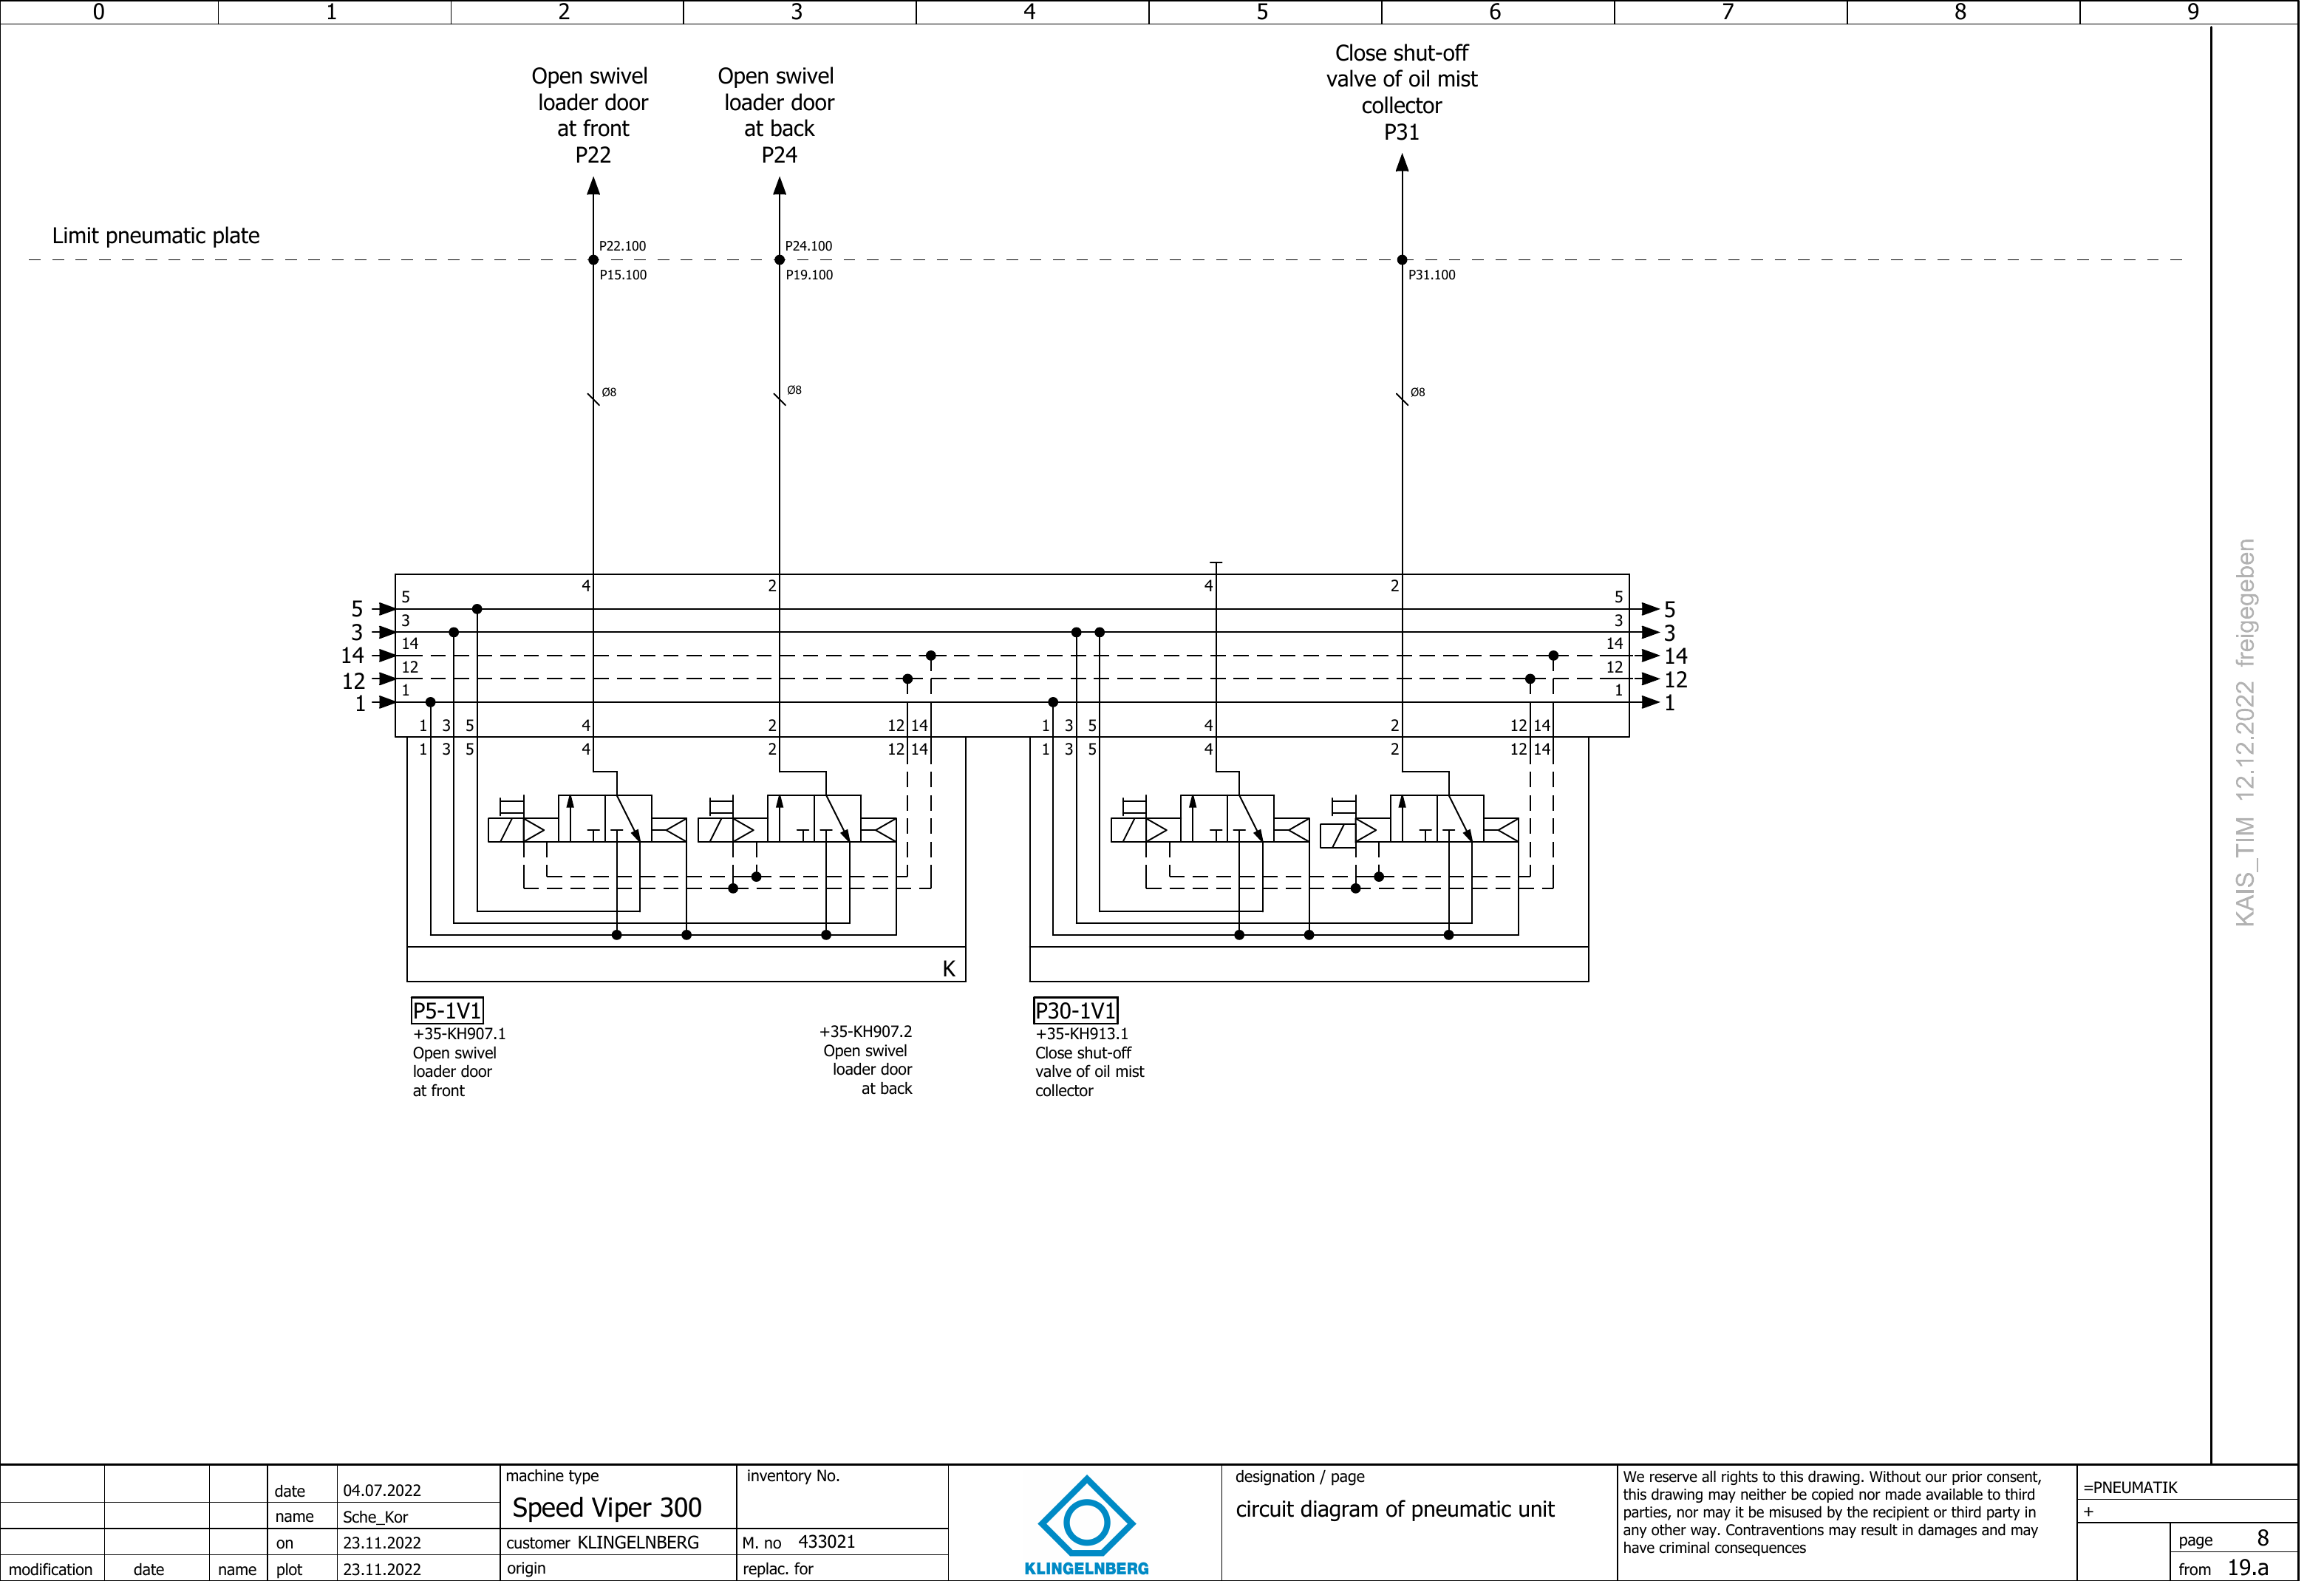 0 1 2 3 4 5 6 7 8 9
Close shut-off
valve of oil mist
collector
P31
Open swivel
loader door
at front
P22
Open swivel
loader door
at back
P24
Limit pneumatic plate
P22.100
P15.100
P24.100
P19.100
P31.100
Ø8 Ø8 Ø8
4 2 4 2
5 5 5 5
3 3 3 3
14 14 14 14
12 12 12 12
1 1 1 1
1 3 5 4 2 12 14 1 3 5 4 2 12 14
1 3 5 4 2 12 14 1 3 5 4 2 12 14
K
P5-1V1
+35-KH907.1
Open swivel
loader door
at front
+35-KH907.2
Open swivel
loader door
at back
P30-1V1
+35-KH913.1
Close shut-off
valve of oil mist
collector
KAIS_TIM 12.12.2022 freigegeben
modification date name
date 04.07.2022
name Sche_Kor
on 23.11.2022
plot 23.11.2022
machine type
Speed Viper 300
customer KLINGELNBERG
origin
inventory No.
M. no 433021
replac. for
KLINGELNBERG
designation / page
circuit diagram of pneumatic unit
We reserve all rights to this drawing. Without our prior consent,
this drawing may neither be copied nor made available to third
parties, nor may it be misused by the recipient or third party in
any other way. Contraventions may result in damages and may
have criminal consequences
=PNEUMATIK
+
page 8
from 19.a